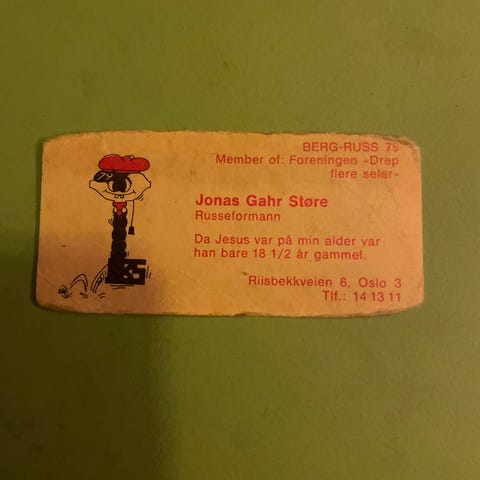 BERG-RUSS 79
Member of: Foreningen «Drep
flere seler»
Jonas Gahr Støre
Russeformann
Da Jesus var på min alder var
han bare 18 1/2 år gammel.
Riisbekkveien 6, Oslo 3
Tlf.: 14 13 11
79